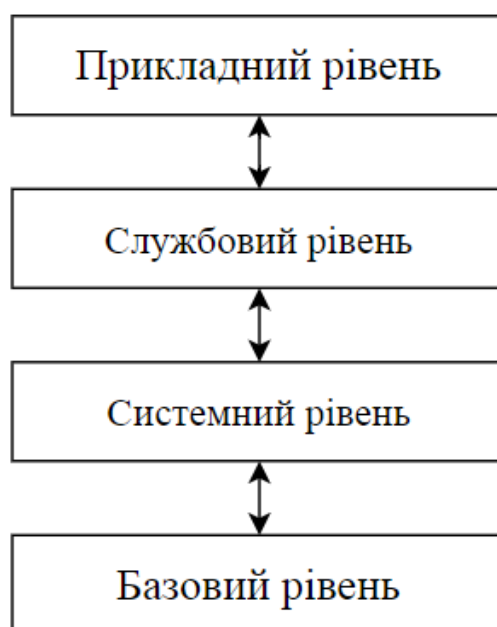 Прикладний рівень
Службовий рівень
Системний рівень
Базовий рівень